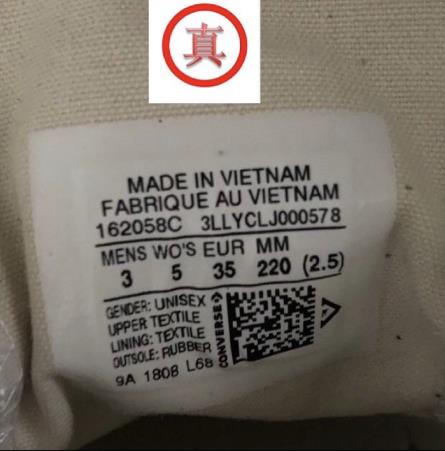 真
MADE IN VIETNAM
FABRIQUE AU VIETNAM
162058C 3LLYCLJ000578
MENS WO'S EUR MM
3 5 35 220 (2.5)
GENDER: UNISEX
UPPER TEXTILE
LINING: TEXTILE
OUTSOLE: RUBBER
CONVERSE
9A 1808 L68